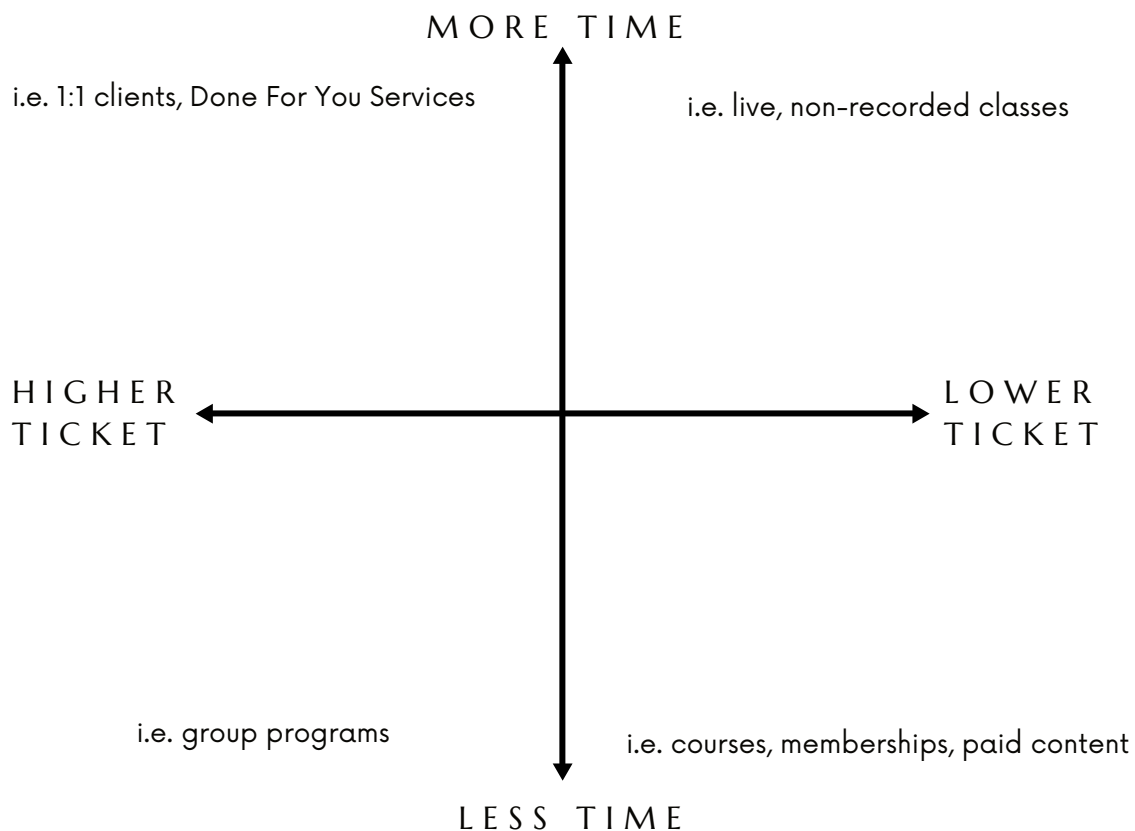 MORE TIME
i.e. 1:1 clients, Done For You Services
i.e. live, non-recorded classes
HIGHER
TICKET
LOWER
TICKET
i.e. group programs
i.e. courses, memberships, paid content
LESS TIME